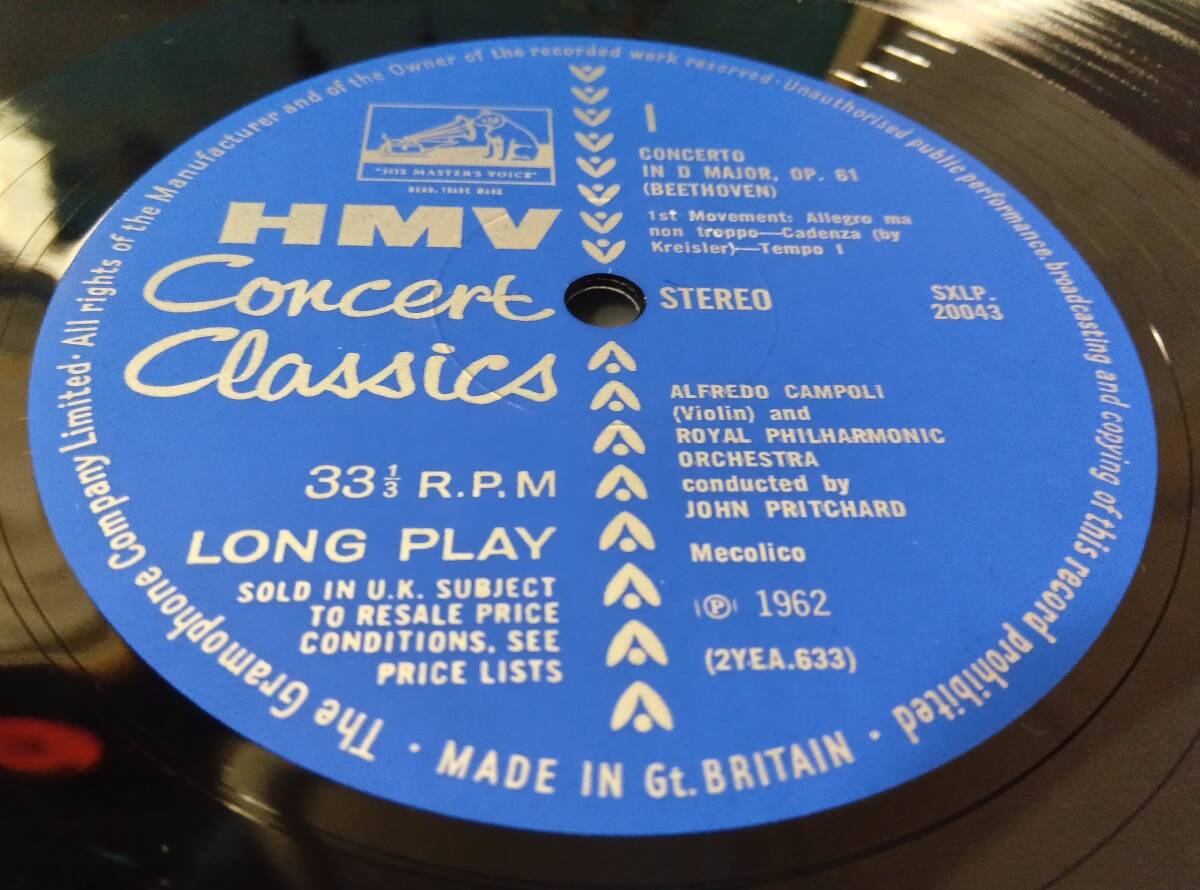 The Gramophone Company Limited · All rights of the Manufacturer and of the Owner of the recorded work reserved · Unauthorised public performance, broadcasting and copying of this record prohibited ·
"HIS MASTER'S VOICE"
REGD. TRADE MARK
HMV
Concert
Classics
33 1/3 R.P.M
LONG PLAY
SOLD IN U.K. SUBJECT
TO RESALE PRICE
CONDITIONS. SEE
PRICE LISTS
I
CONCERTO
IN D MAJOR, OP. 61
(BEETHOVEN)
1st Movement: Allegro ma
non troppo—Cadenza (by
Kreisler)—Tempo I
STEREO
SXLP.
20043
ALFREDO CAMPOLI
(Violin) and
ROYAL PHILHARMONIC
ORCHESTRA
conducted by
JOHN PRITCHARD
Mecolico
℗ 1962
(2YEA.633)
· MADE IN Gt. BRITAIN ·